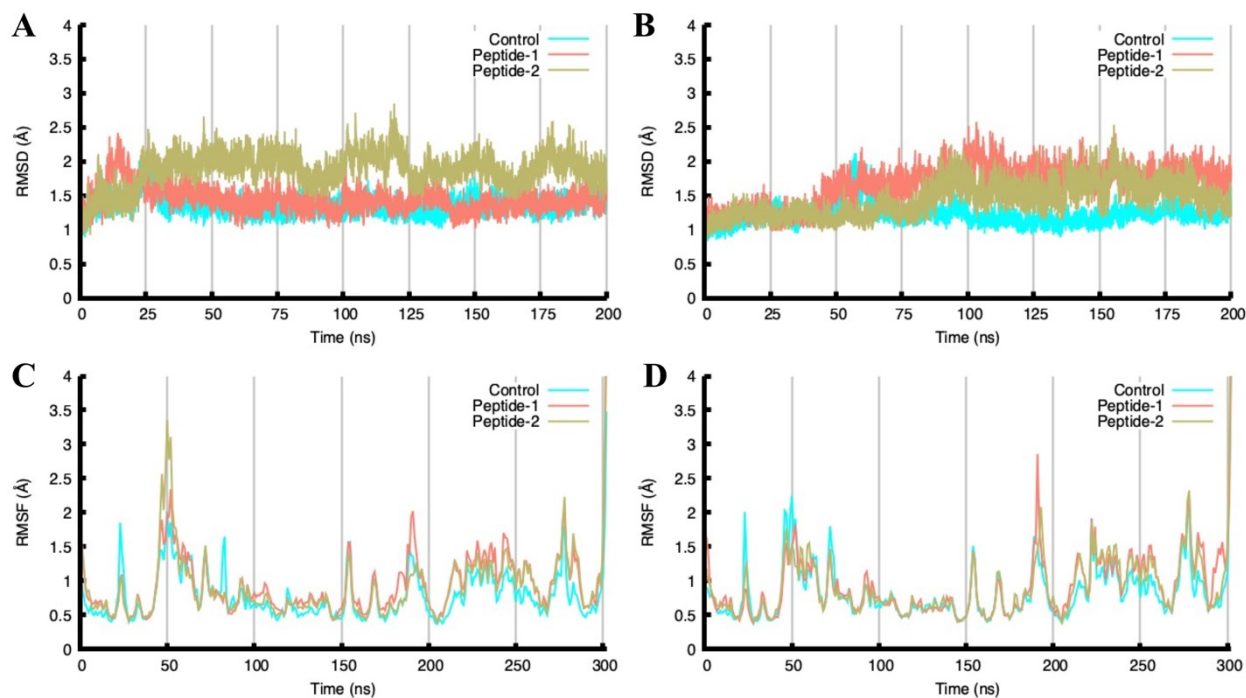 A
RMSD (Å)
4
3.5
3
2.5
2
1.5
1
0.5
0
Control
Peptide-1
Peptide-2
0 25 50 75 100 125 150 175 200
Time (ns)
B
RMSD (Å)
4
3.5
3
2.5
2
1.5
1
0.5
0
Control
Peptide-1
Peptide-2
0 25 50 75 100 125 150 175 200
Time (ns)
C
RMSF (Å)
4
3.5
3
2.5
2
1.5
1
0.5
0
Control
Peptide-1
Peptide-2
0 50 100 150 200 250 300
Time (ns)
D
RMSF (Å)
4
3.5
3
2.5
2
1.5
1
0.5
0
Control
Peptide-1
Peptide-2
0 50 100 150 200 250 300
Time (ns)